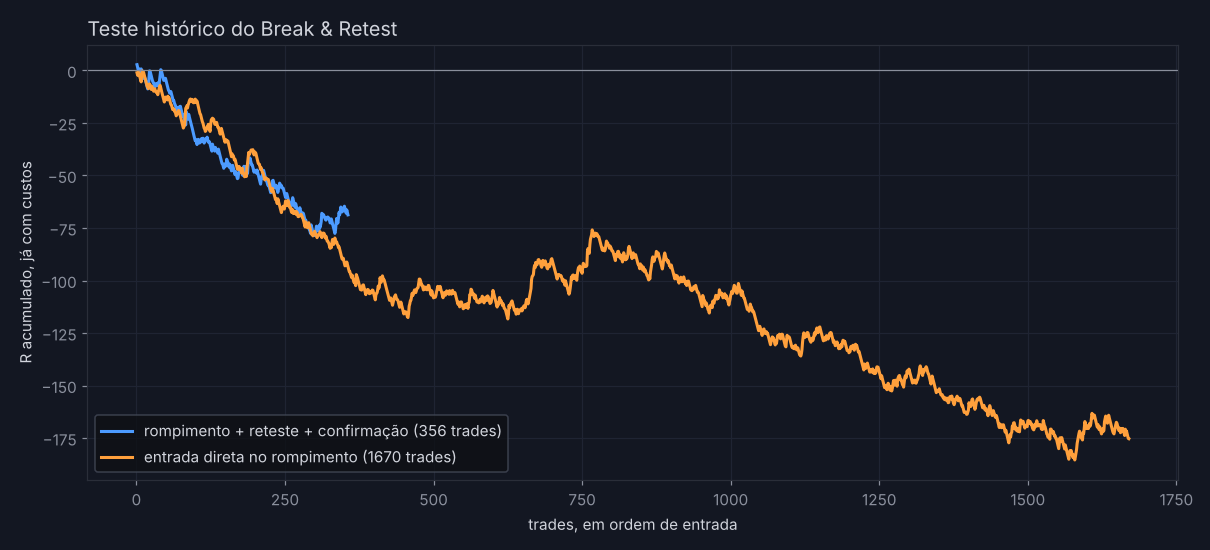 Teste histórico do Break & Retest
R acumulado, já com custos
0
−25
−50
−75
−100
−125
−150
−175
rompimento + reteste + confirmação (356 trades)
entrada direta no rompimento (1670 trades)
0 250 500 750 1000 1250 1500 1750
trades, em ordem de entrada